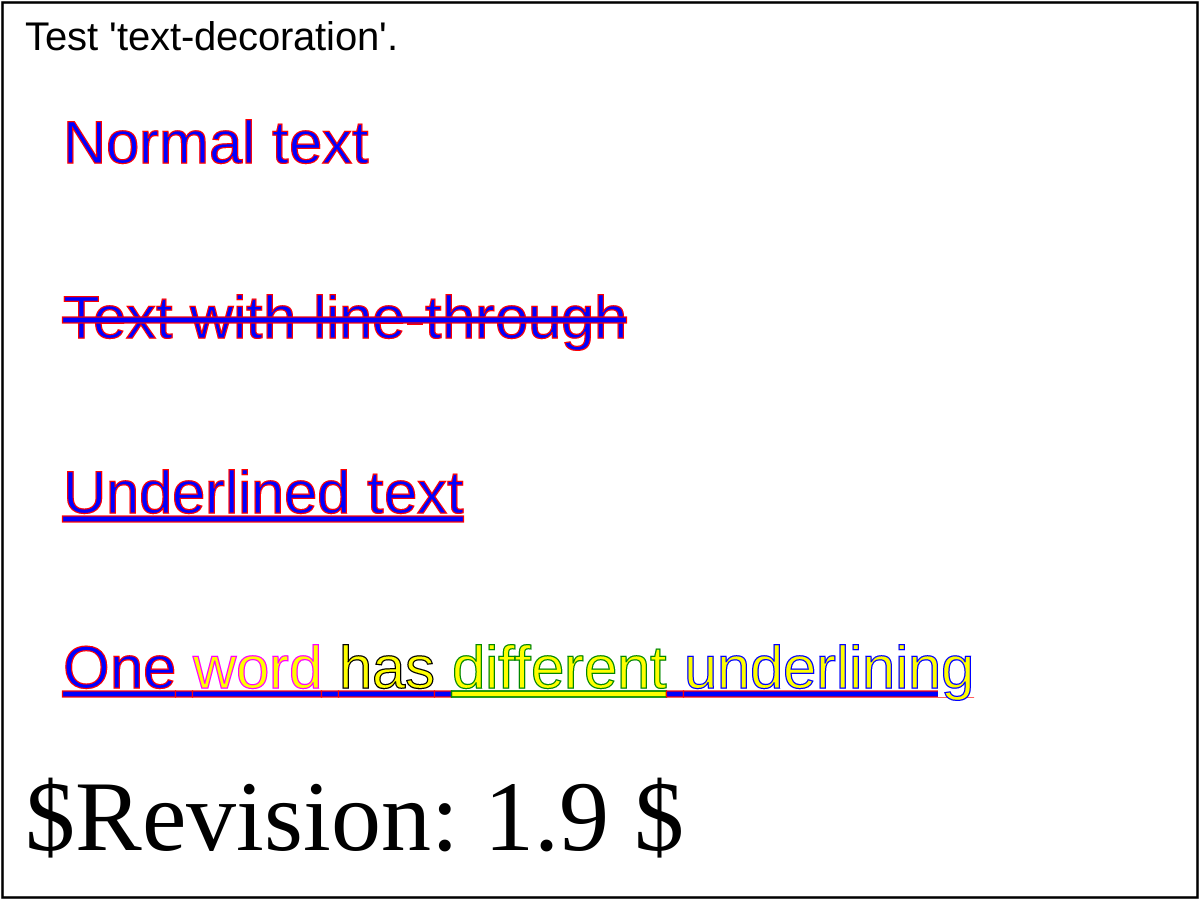 Test 'text-decoration'.
Normal text
Text with line-through
Underlined text
One word has different underlining
$Revision: 1.9 $